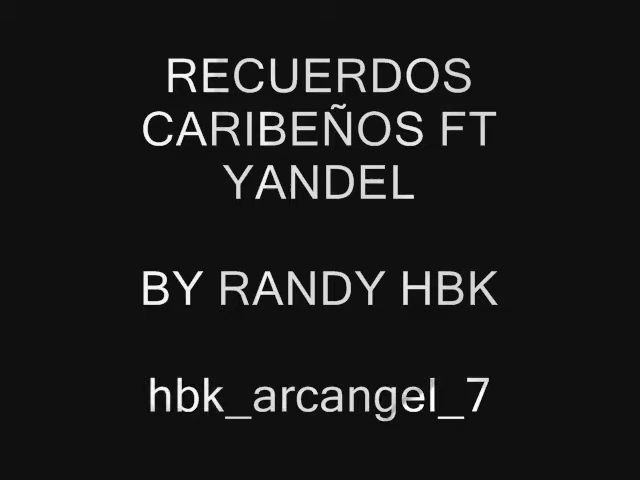 RECUERDOS
CARIBEÑOS FT
YANDEL
BY RANDY HBK
hbk_arcangel_7